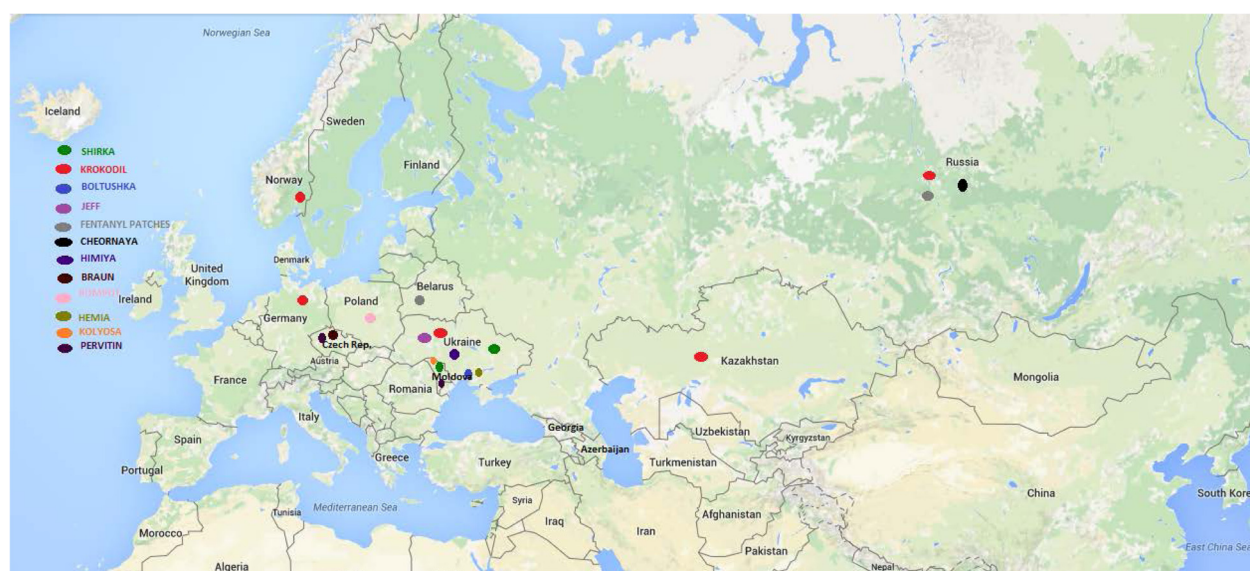 Norwegian Sea
Iceland
Sweden
SHIRKA
KROKODIL
BOLTUSHKA
JEFF
FENTANYL PATCHES
CHEORNAYA
HIMIYA
BRAUN
KOMPOT
HEMIA
KOLYOSA
PERVITIN
Finland
Norway
Russia
Denmark
United
Kingdom
Ireland
Belarus
Poland
Germany
Czech Rep.
Ukraine
Austria
Kazakhstan
Mongolia
France
Moldova
Romania
Italy
Georgia
Uzbekistan
Kyrgyzstan
Spain
Azerbaijan
Greece
Turkey
Turkmenistan
Portugal
Syria
China
South Kore
Mediterranean Sea
Tunisia
Afghanistan
Iraq
Iran
Morocco
Pakistan
East China Sea
Algeria
Nepal